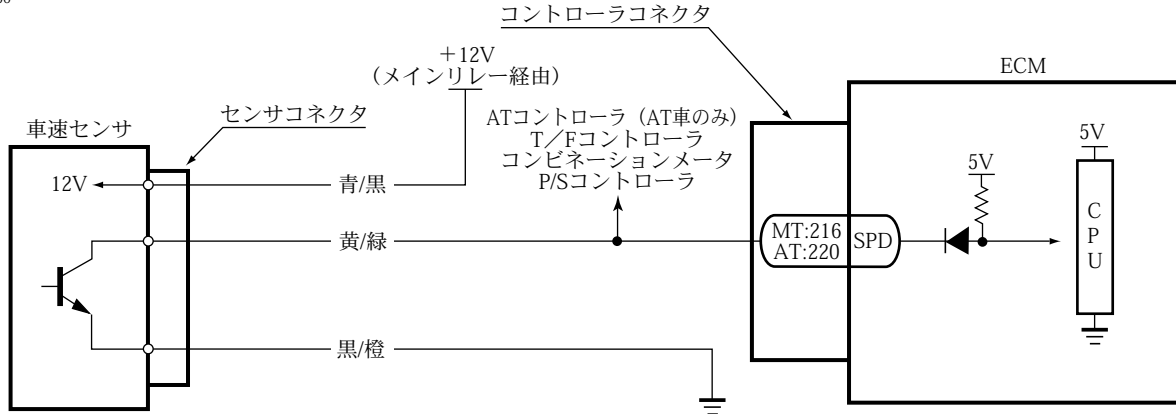 コントローラコネクタ
+12V
（メインリレー経由）
ECM
センサコネクタ
車速センサ
ATコントローラ（AT車のみ）
T／Fコントローラ
コンビネーションメータ
P/Sコントローラ
5V
5V
12V
青/黒
黄/緑
MT:216
AT:220
SPD
C
P
U
黒/橙